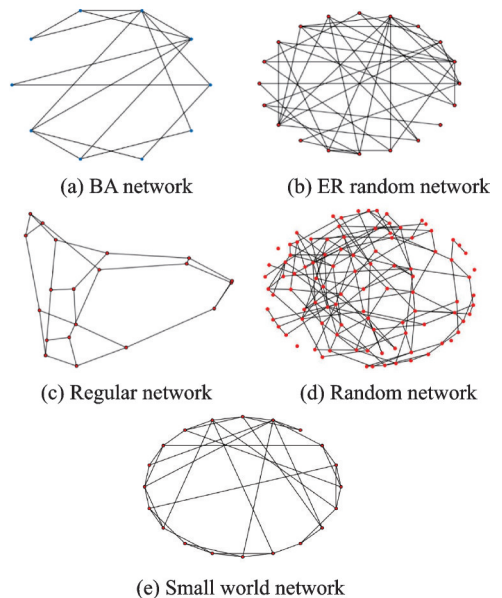 (a) BA network
(b) ER random network
(c) Regular network
(d) Random network
(e) Small world network